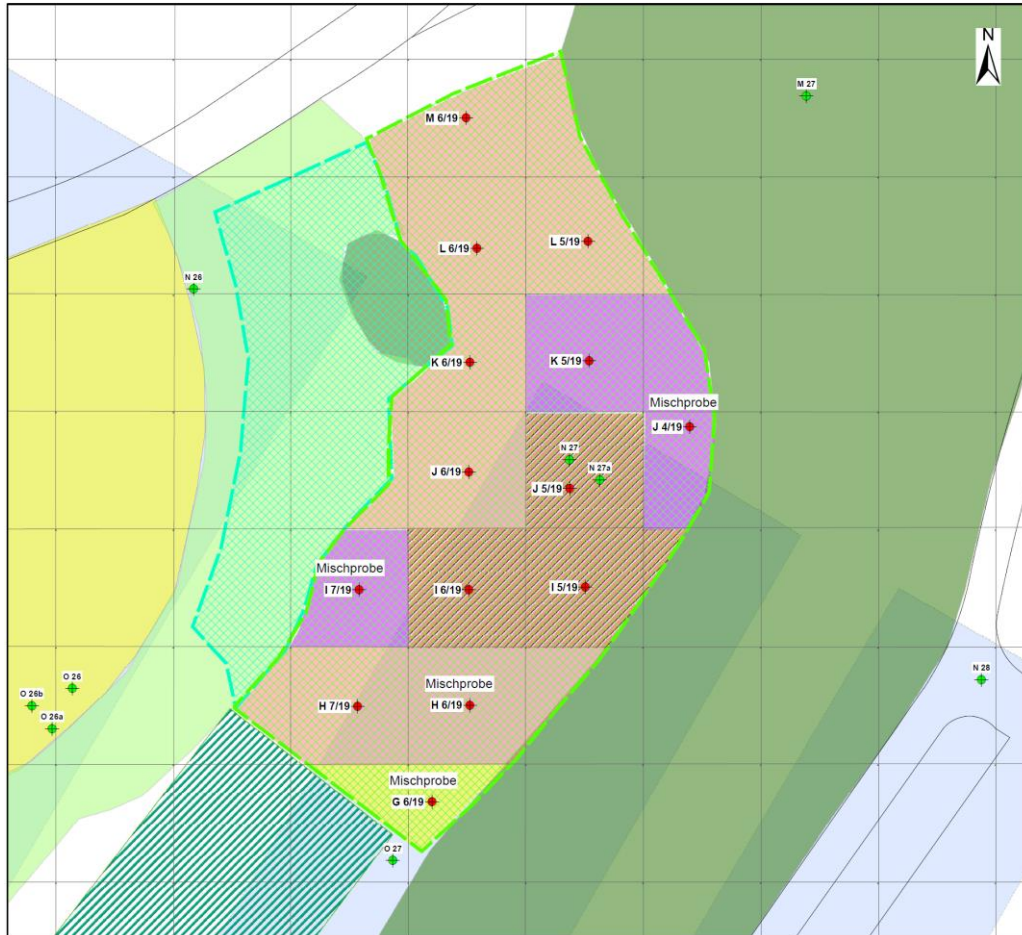 N
M 27
M 6/19
L 6/19
L 5/19
N 26
K 6/19
K 5/19
Mischprobe
J 4/19
N 27
N 27a
J 6/19
J 5/19
Mischprobe
I 7/19
I 6/19
I 5/19
O 26
O 26b
O 26a
Mischprobe
H 7/19
H 6/19
N 28
Mischprobe
G 6/19
O 27